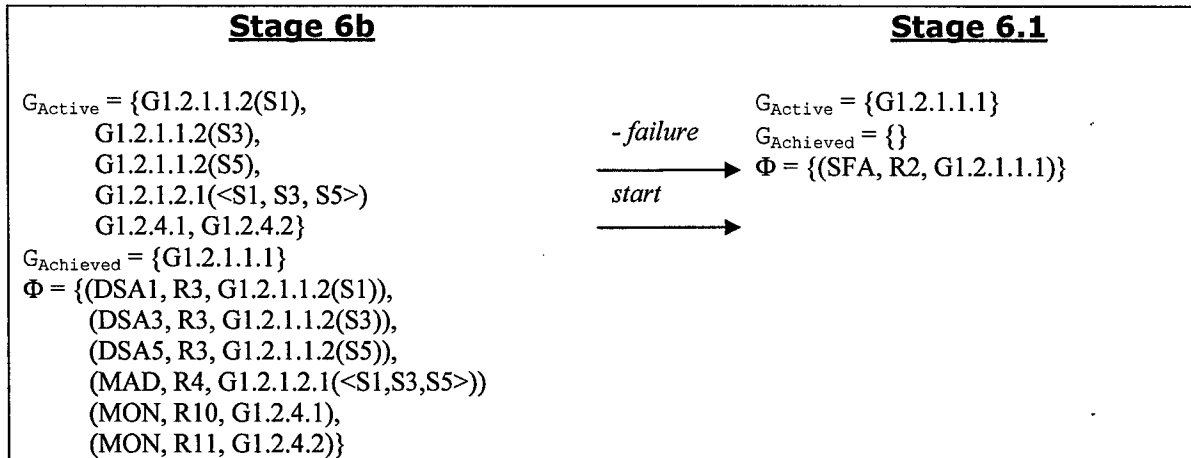 Stage 6b
G_Active = {G1.2.1.1.2(S1),
G1.2.1.1.2(S3),
G1.2.1.1.2(S5),
G1.2.1.2.1(<S1, S3, S5>)
G1.2.4.1, G1.2.4.2}
G_Achieved = {G1.2.1.1.1}
Φ = {(DSA1, R3, G1.2.1.1.2(S1)),
(DSA3, R3, G1.2.1.1.2(S3)),
(DSA5, R3, G1.2.1.1.2(S5)),
(MAD, R4, G1.2.1.2.1(<S1,S3,S5>))
(MON, R10, G1.2.4.1),
(MON, R11, G1.2.4.2)}
- failure
start
Stage 6.1
G_Active = {G1.2.1.1.1}
G_Achieved = {}
Φ = {(SFA, R2, G1.2.1.1.1)}